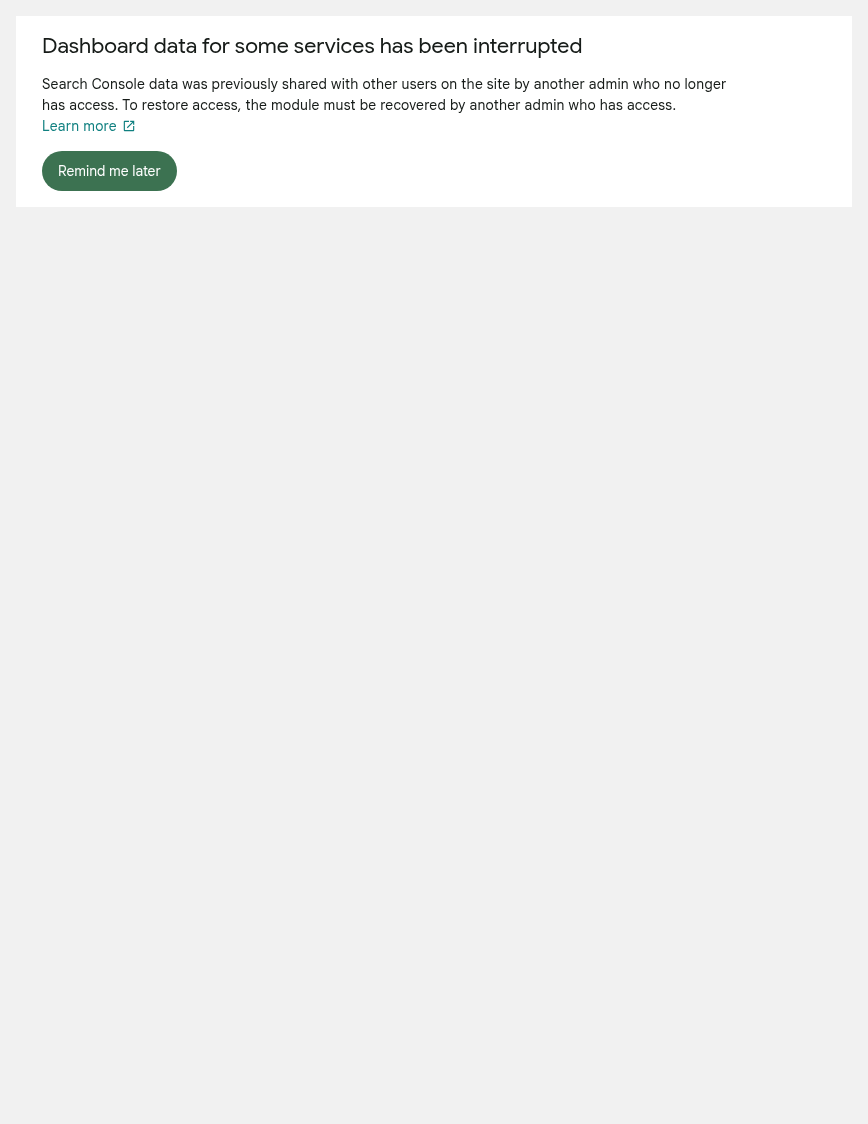 Dashboard data for some services has been interrupted
Search Console data was previously shared with other users on the site by another admin who no longer
has access. To restore access, the module must be recovered by another admin who has access.
Learn more
Remind me later